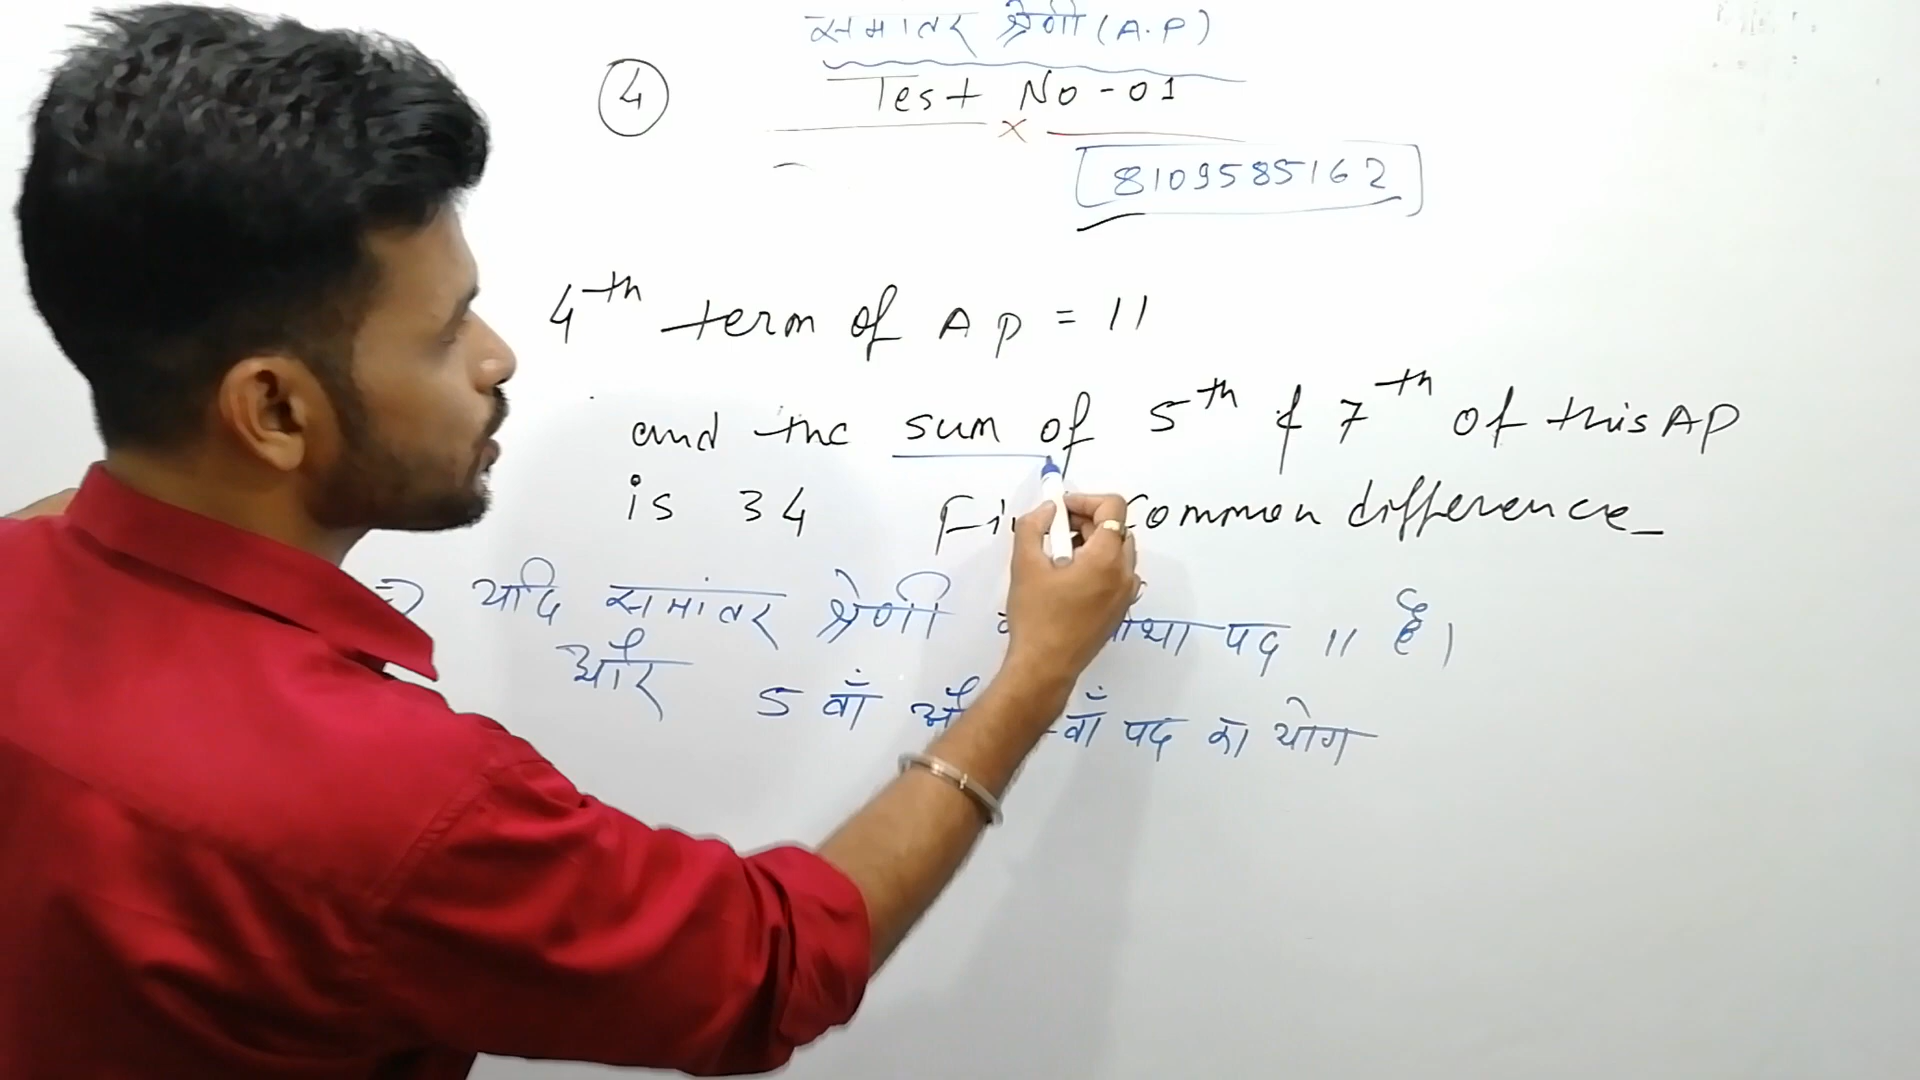 समांतर श्रेणी (A.P)
4
Test No-01
8109585162
4th term of AP = 11
and the sum of 5th & 7th of this AP
is 34 Find common difference
⇒ यदि समांतर श्रेणी पद 11 है।
और
5 वाँ वाँ पद का योग